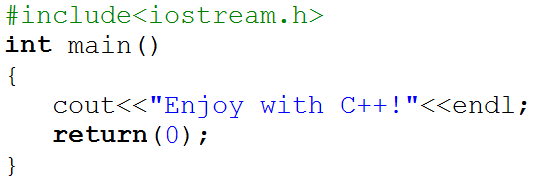 #include<iostream.h>
int main()
{
   cout<<"Enjoy with C++!"<<endl;
   return(0);
}